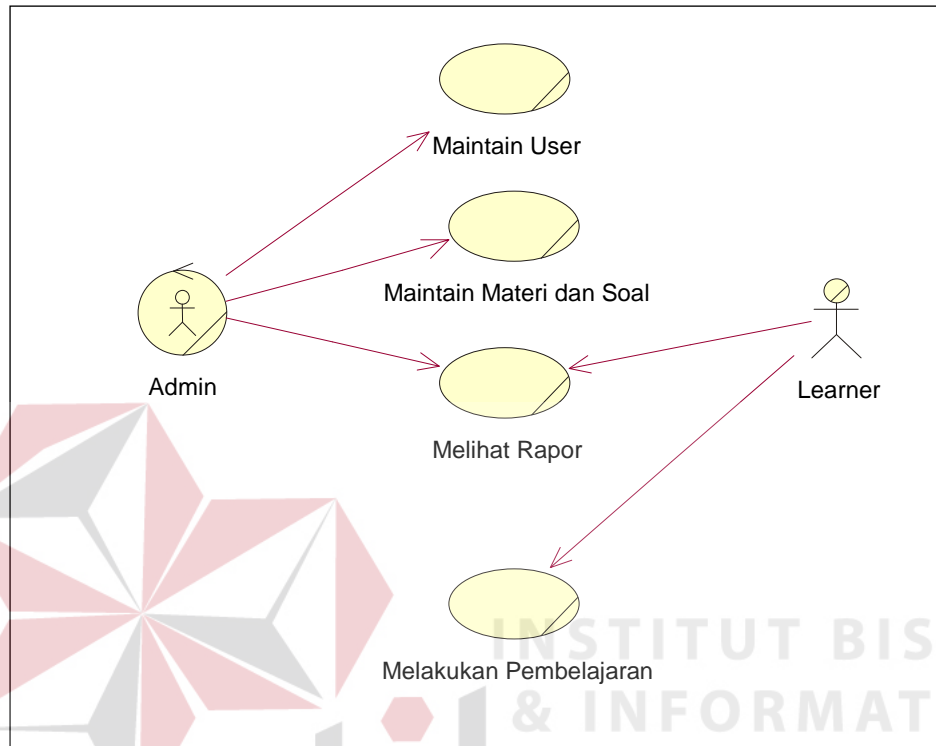 Maintain User
Maintain Materi dan Soal
Admin
Learner
Melihat Rapor
Melakukan Pembelajaran
INSTITUT BIS
& INFORMAT